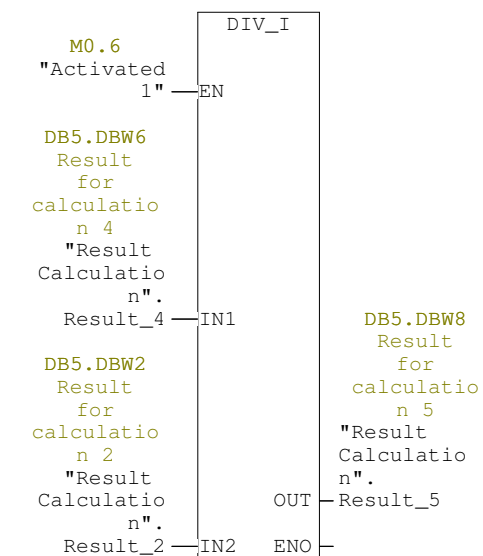 DIV_I
M0.6
"Activated
1"
EN
DB5.DBW6
Result
for
calculatio
n 4
"Result
Calculatio
n".
Result_4
IN1
DB5.DBW2
Result
for
calculatio
n 2
"Result
Calculatio
n".
Result_2
IN2
DB5.DBW8
Result
for
calculatio
n 5
"Result
Calculatio
n".
OUT
Result_5
ENO